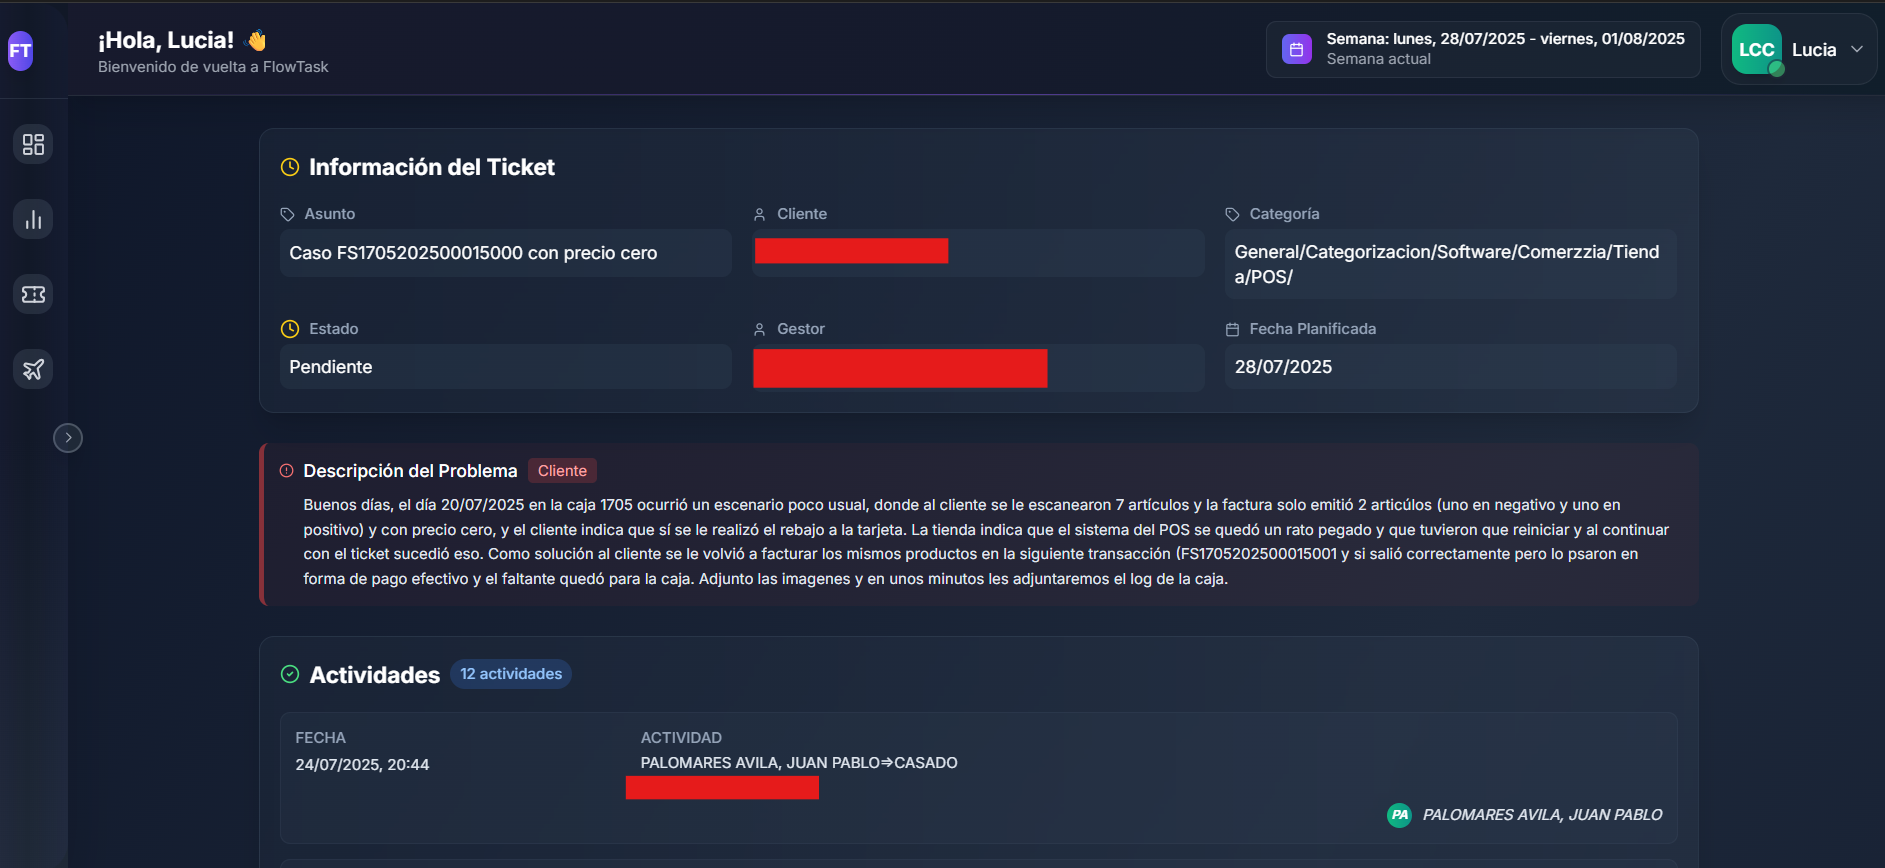 FT
¡Hola, Lucia! 👋
Bienvenido de vuelta a FlowTask
Semana: lunes, 28/07/2025 - viernes, 01/08/2025
Semana actual
LCC
Lucia
Información del Ticket
Asunto
Caso FS1705202500015000 con precio cero
Cliente
Categoría
General/Categorizacion/Software/Comerzzia/Tiend
a/POS/
Estado
Pendiente
Gestor
Fecha Planificada
28/07/2025
Descripción del Problema
Cliente
Buenos días, el día 20/07/2025 en la caja 1705 ocurrió un escenario poco usual, donde al cliente se le escanearon 7 artículos y la factura solo emitió 2 articúlos (uno en negativo y uno en
positivo) y con precio cero, y el cliente indica que sí se le realizó el rebajo a la tarjeta. La tienda indica que el sistema del POS se quedó un rato pegado y que tuvieron que reiniciar y al continuar
con el ticket sucedió eso. Como solución al cliente se le volvió a facturar los mismos productos en la siguiente transacción (FS1705202500015001 y si salió correctamente pero lo psaron en
forma de pago efectivo y el faltante quedó para la caja. Adjunto las imagenes y en unos minutos les adjuntaremos el log de la caja.
Actividades
12 actividades
FECHA
24/07/2025, 20:44
ACTIVIDAD
PALOMARES AVILA, JUAN PABLO⇒CASADO
PA
PALOMARES AVILA, JUAN PABLO